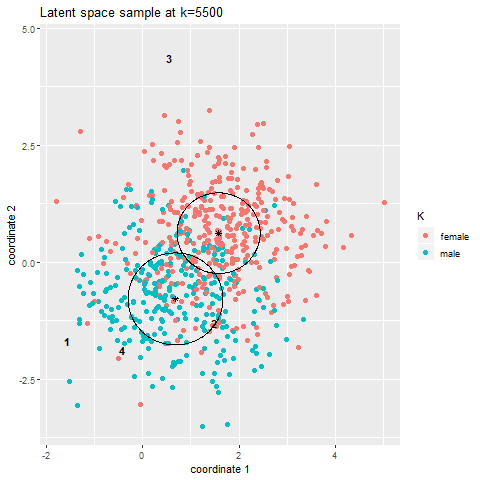 Latent space sample at k=5500
5.0
3
2.5
K
female
male
coordinate 2
0.0
2
1
4
-2.5
-2
0
2
4
coordinate 1